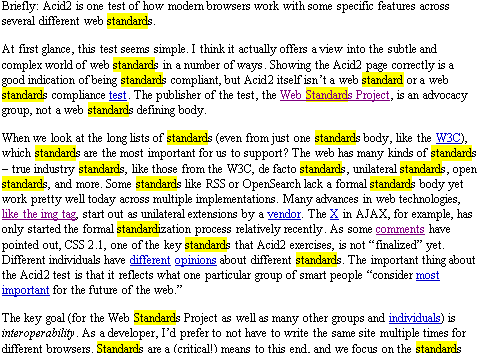 Briefly: Acid2 is one test of how modern browsers work with some specific features across
several different web standards.
At first glance, this test seems simple. I think it actually offers a view into the subtle and
complex world of web standards in a number of ways. Showing the Acid2 page correctly is a
good indication of being standards compliant, but Acid2 itself isn’t a web standard or a web
standards compliance test. The publisher of the test, the Web Standards Project, is an advocacy
group, not a web standards defining body.
When we look at the long lists of standards (even from just one standards body, like the W3C),
which standards are the most important for us to support? The web has many kinds of standards
– true industry standards, like those from the W3C, de facto standards, unilateral standards, open
standards, and more. Some standards like RSS or OpenSearch lack a formal standards body yet
work pretty well today across multiple implementations. Many advances in web technologies,
like the img tag, start out as unilateral extensions by a vendor. The X in AJAX, for example, has
only started the formal standardization process relatively recently. As some comments have
pointed out, CSS 2.1, one of the key standards that Acid2 exercises, is not “finalized” yet.
Different individuals have different opinions about different standards. The important thing about
the Acid2 test is that it reflects what one particular group of smart people “consider most
important for the future of the web.”
The key goal (for the Web Standards Project as well as many other groups and individuals) is
interoperability. As a developer, I’d prefer to not have to write the same site multiple times for
different browsers. Standards are a (critical!) means to this end, and we focus on the standards